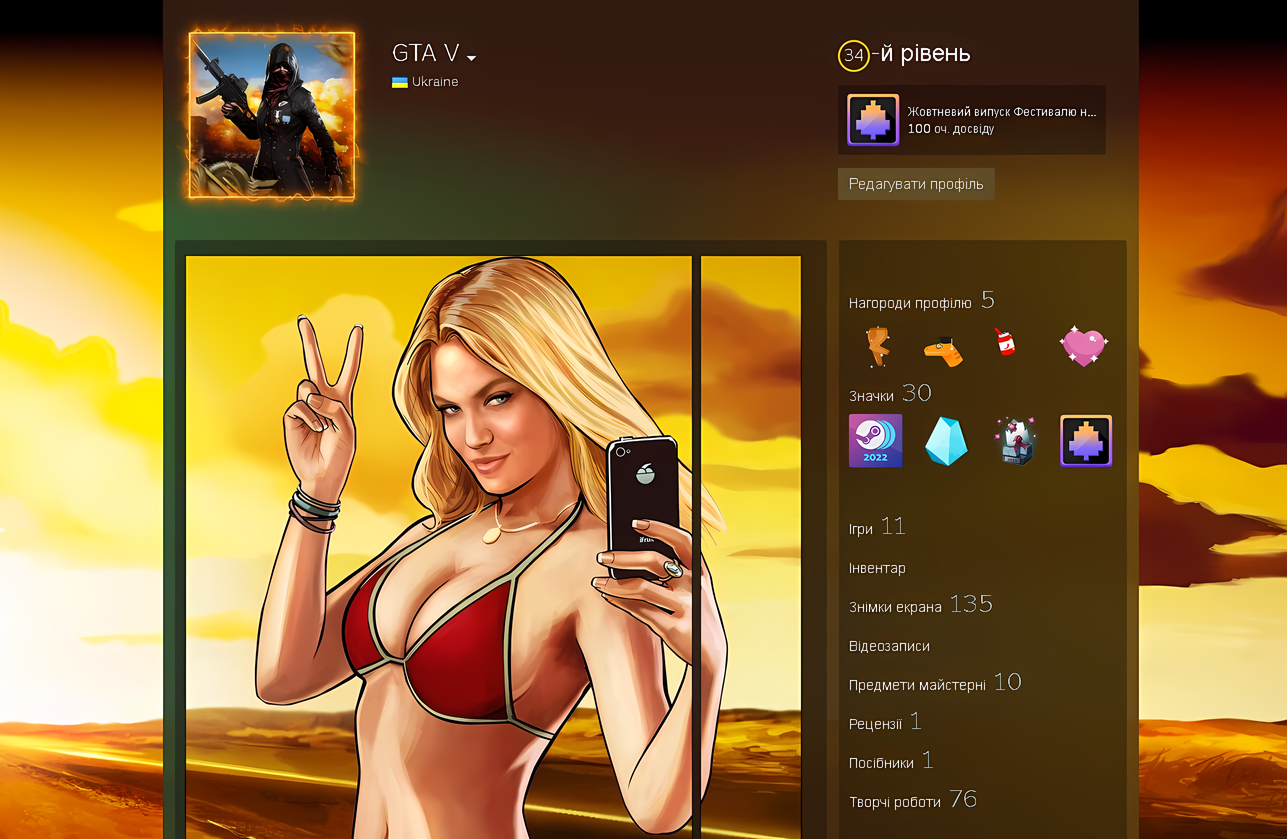 GTA V
Ukraine
34-й рівень
Жовтневий випуск Фестивалю н...
100 оч. досвіду
Редагувати профіль
Нагороди профілю 5
Значки 30
2022
ifru
Ігри 11
Інвентар
Знімки екрана 135
Відеозаписи
Предмети майстерні 10
Рецензії 1
Посібники 1
Творчі роботи 76